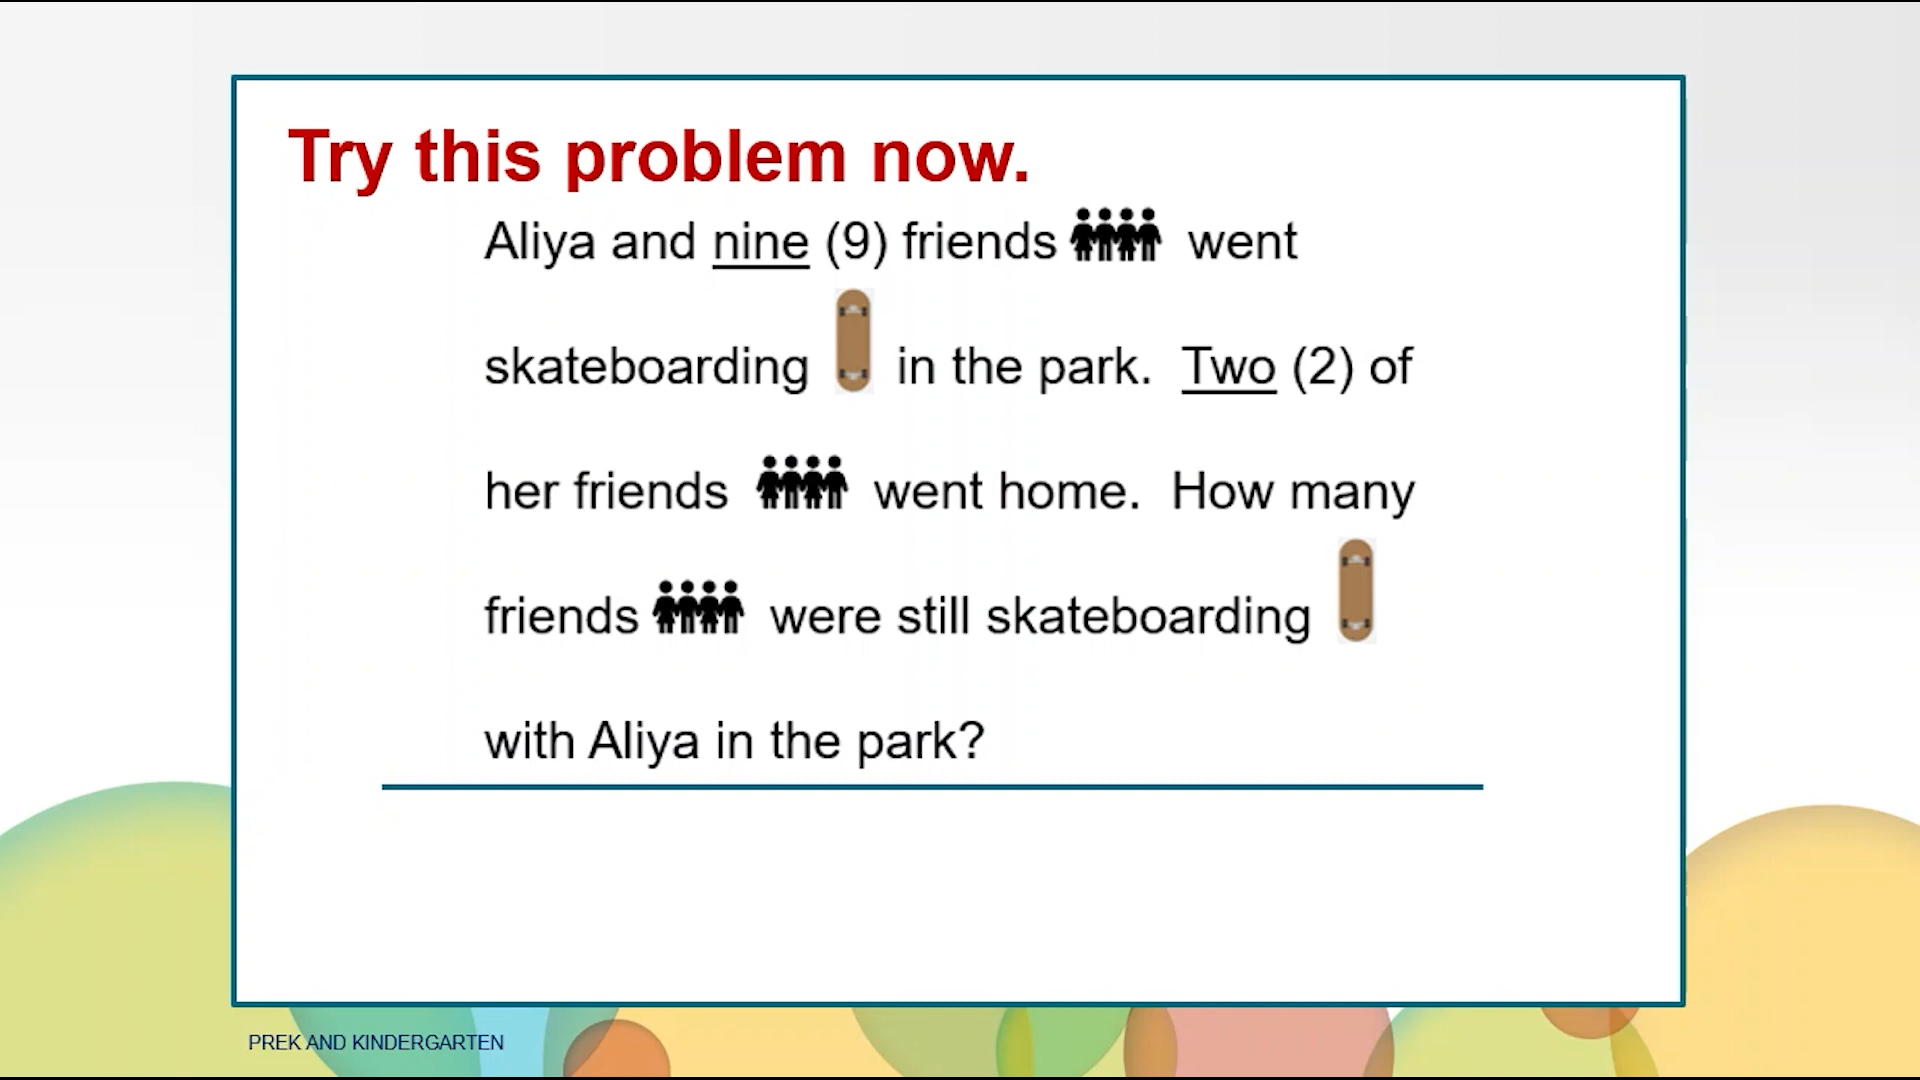 Try this problem now.
Aliya and nine (9) friends went
skateboarding in the park. Two (2) of
her friends went home. How many
friends were still skateboarding
with Aliya in the park?
PREK AND KINDERGARTEN